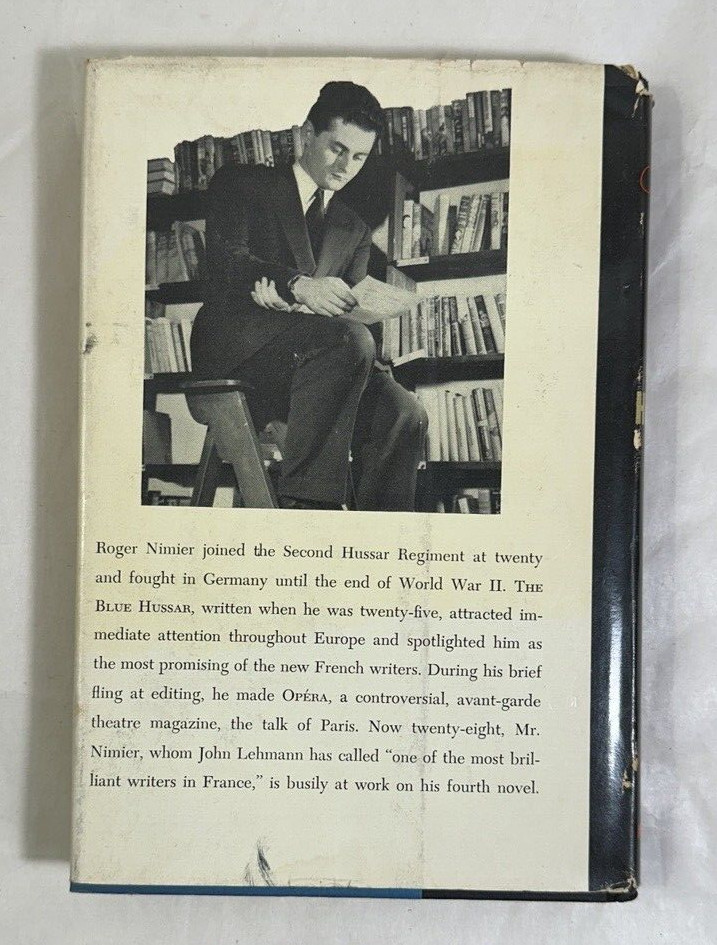 Roger Nimier joined the Second Hussar Regiment at twenty
and fought in Germany until the end of World War II. THE
BLUE HUSSAR, written when he was twenty-five, attracted im-
mediate attention throughout Europe and spotlighted him as
the most promising of the new French writers. During his brief
fling at editing, he made OPÉRA, a controversial, avant-garde
theatre magazine, the talk of Paris. Now twenty-eight, Mr.
Nimier, whom John Lehmann has called “one of the most bril-
liant writers in France,” is busily at work on his fourth novel.